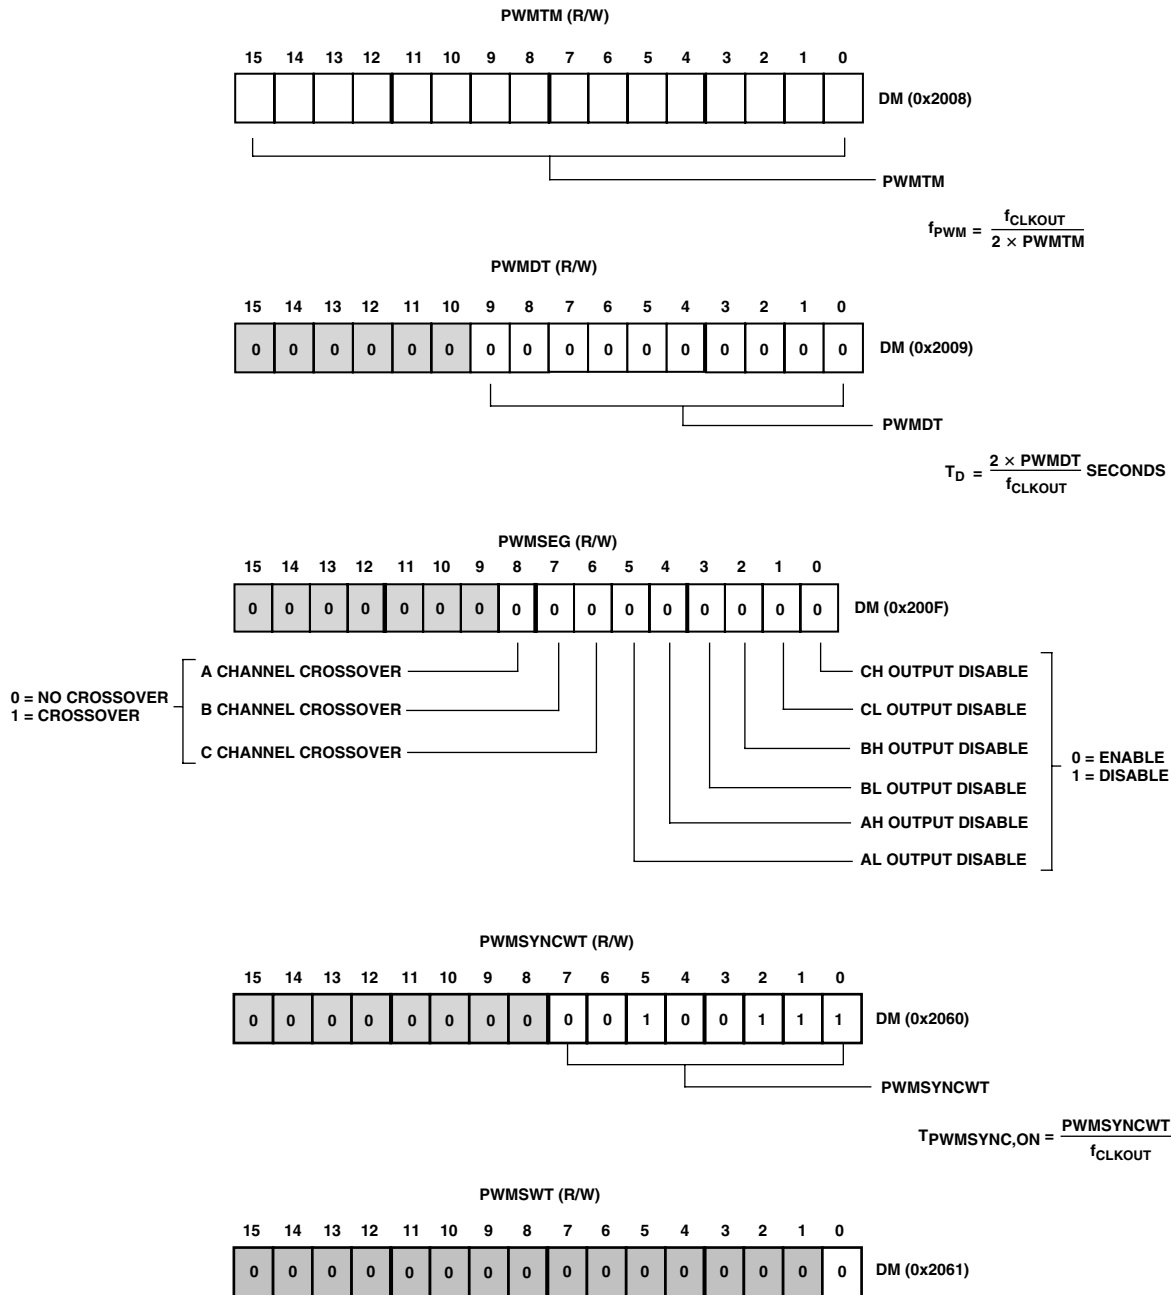 PWMTM (R/W)
15 14 13 12 11 10 9 8 7 6 5 4 3 2 1 0
DM (0x2008)
PWMTM
fPWM = fCLKOUT / 2 × PWMTM
PWMDT (R/W)
15 14 13 12 11 10 9 8 7 6 5 4 3 2 1 0
0 0 0 0 0 0 0 0 0 0 0 0 0 0 0 0 DM (0x2009)
PWMDT
TD = 2 × PWMDT / fCLKOUT SECONDS
PWMSEG (R/W)
15 14 13 12 11 10 9 8 7 6 5 4 3 2 1 0
0 0 0 0 0 0 0 0 0 0 0 0 0 0 0 0 DM (0x200F)
0 = NO CROSSOVER
1 = CROSSOVER
A CHANNEL CROSSOVER
B CHANNEL CROSSOVER
C CHANNEL CROSSOVER
CH OUTPUT DISABLE
CL OUTPUT DISABLE
BH OUTPUT DISABLE
BL OUTPUT DISABLE
AH OUTPUT DISABLE
AL OUTPUT DISABLE
0 = ENABLE
1 = DISABLE
PWMSYNCWT (R/W)
15 14 13 12 11 10 9 8 7 6 5 4 3 2 1 0
0 0 0 0 0 0 0 0 0 0 1 0 0 1 1 1 DM (0x2060)
PWMSYNCWT
TPWMSYNC,ON = PWMSYNCWT / fCLKOUT
PWMSWT (R/W)
15 14 13 12 11 10 9 8 7 6 5 4 3 2 1 0
0 0 0 0 0 0 0 0 0 0 0 0 0 0 0 0 DM (0x2061)